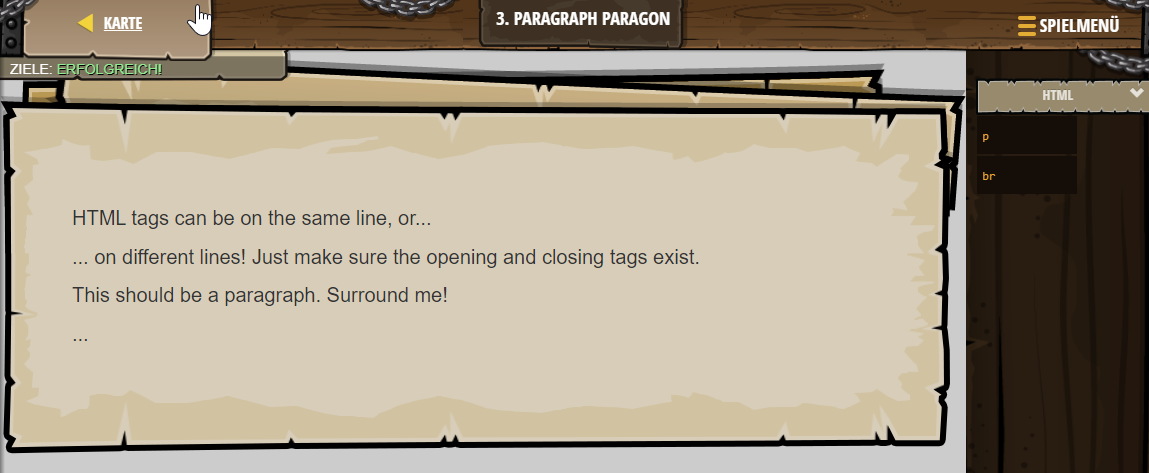 KARTE
3. PARAGRAPH PARAGON
SPIELMENÜ
ZIELE: ERFOLGREICH!
HTML
p
br
HTML tags can be on the same line, or...
... on different lines! Just make sure the opening and closing tags exist.
This should be a paragraph. Surround me!
...